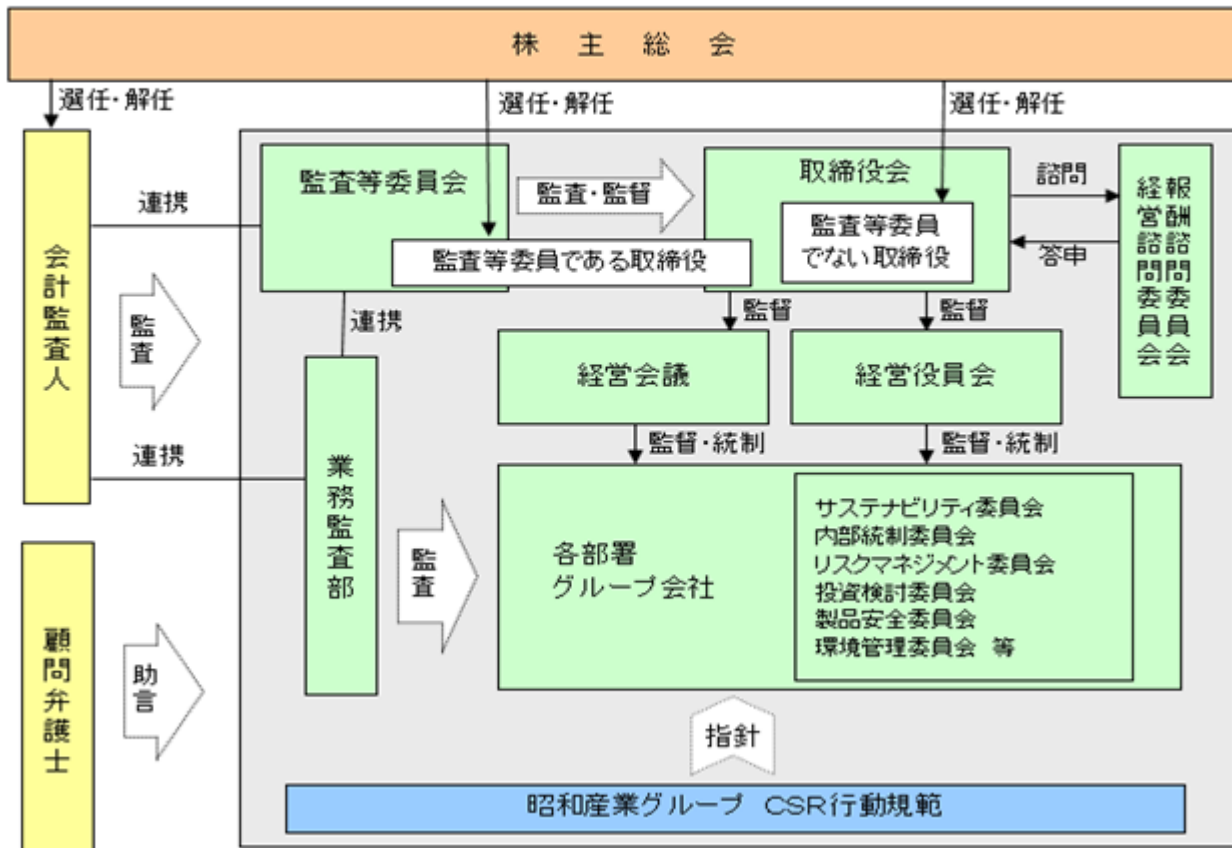 株主総会
選任・解任
選任・解任
選任・解任
監査等委員会
監査・監督
取締役会
諮問
答申
経営諮問委員会
報酬諮問委員会
連携
会計監査人
監査等委員である取締役
監査等委員
でない取締役
監査
連携
監督
監督
経営会議
経営役員会
連携
監督・統制
監督・統制
業務監査部
監査
各部署
グループ会社
サステナビリティ委員会
内部統制委員会
リスクマネジメント委員会
投資検討委員会
製品安全委員会
環境管理委員会 等
顧問弁護士
助言
指針
昭和産業グループ CSR行動規範